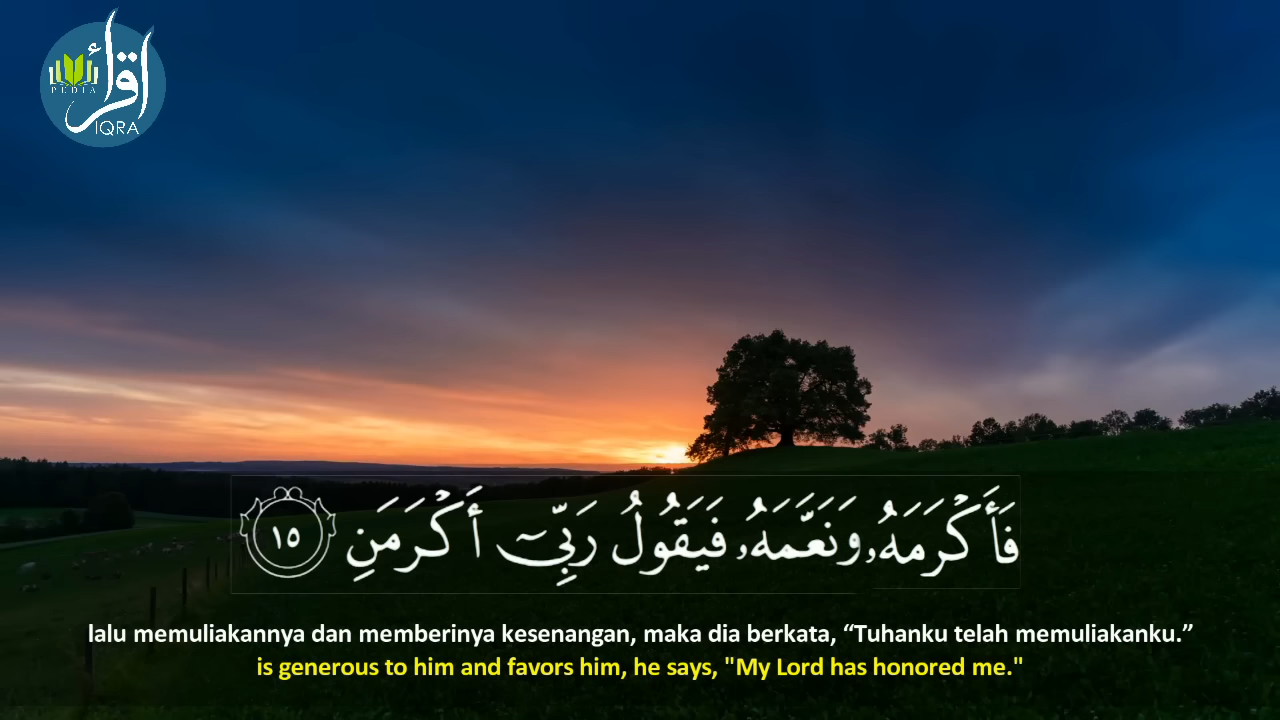 اقرأ
PUDIA
IQRA
فَأَكْرَمَهُۥ وَنَعَّمَهُۥ فَيَقُولُ رَبِّىٓ أَكْرَمَنِ ١٥
lalu memuliakannya dan memberinya kesenangan, maka dia berkata, “Tuhanku telah memuliakanku.”
is generous to him and favors him, he says, "My Lord has honored me."